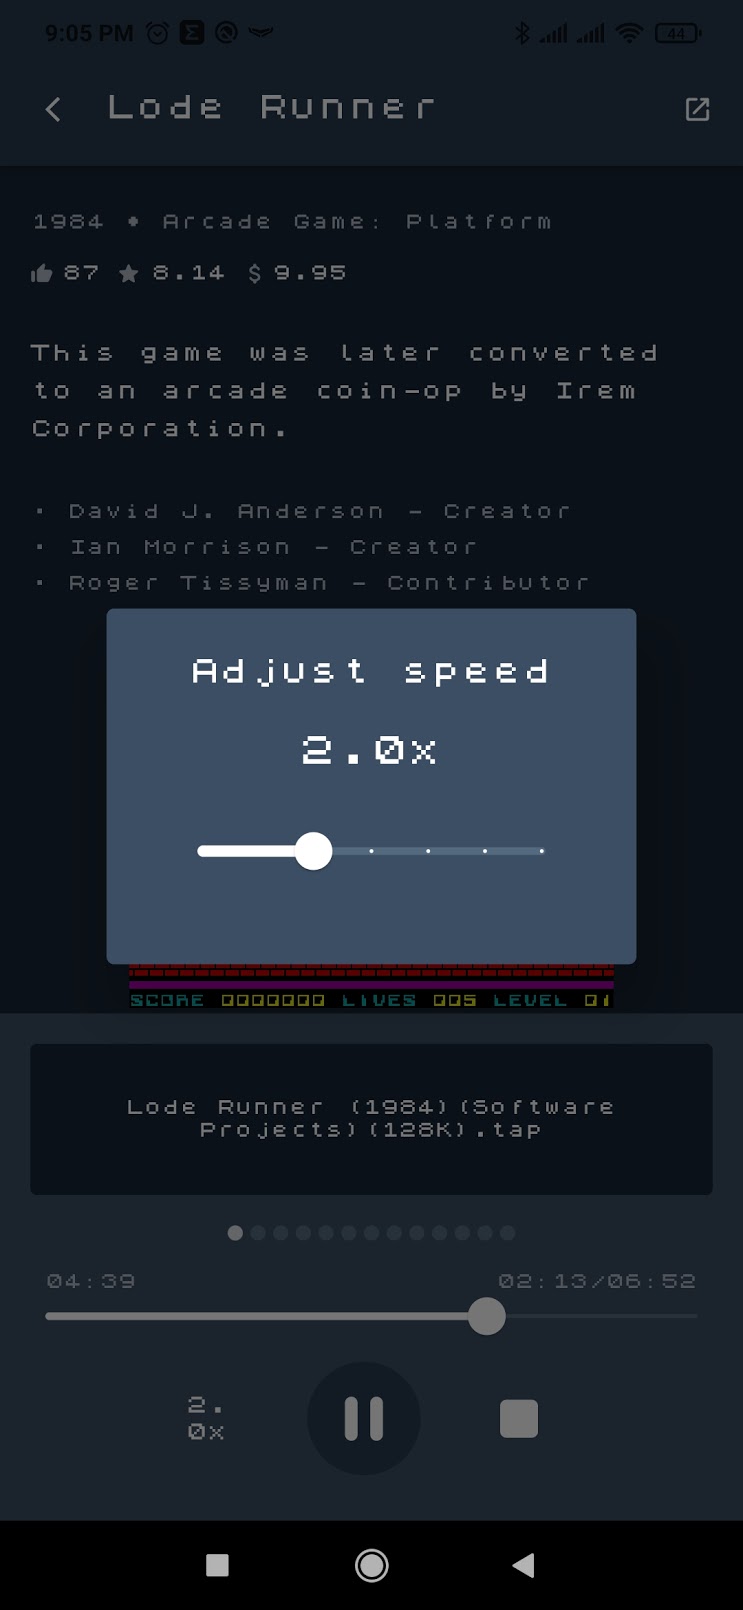 9:05 PM
44
Lode Runner
1984 • Arcade Game: Platform
87 8.14 $ 9.95
This game was later converted
to an arcade coin-op by Irem
Corporation.
• David J. Anderson - Creator
• Ian Morrison - Creator
• Roger Tissyman - Contributor
Adjust speed
2.0x
SCORE 0000000 LIVES 005 LEVEL 01
Lode Runner (1984)(Software
Projects)(128K).tap
04:39 02:13/06:52
2.
0x